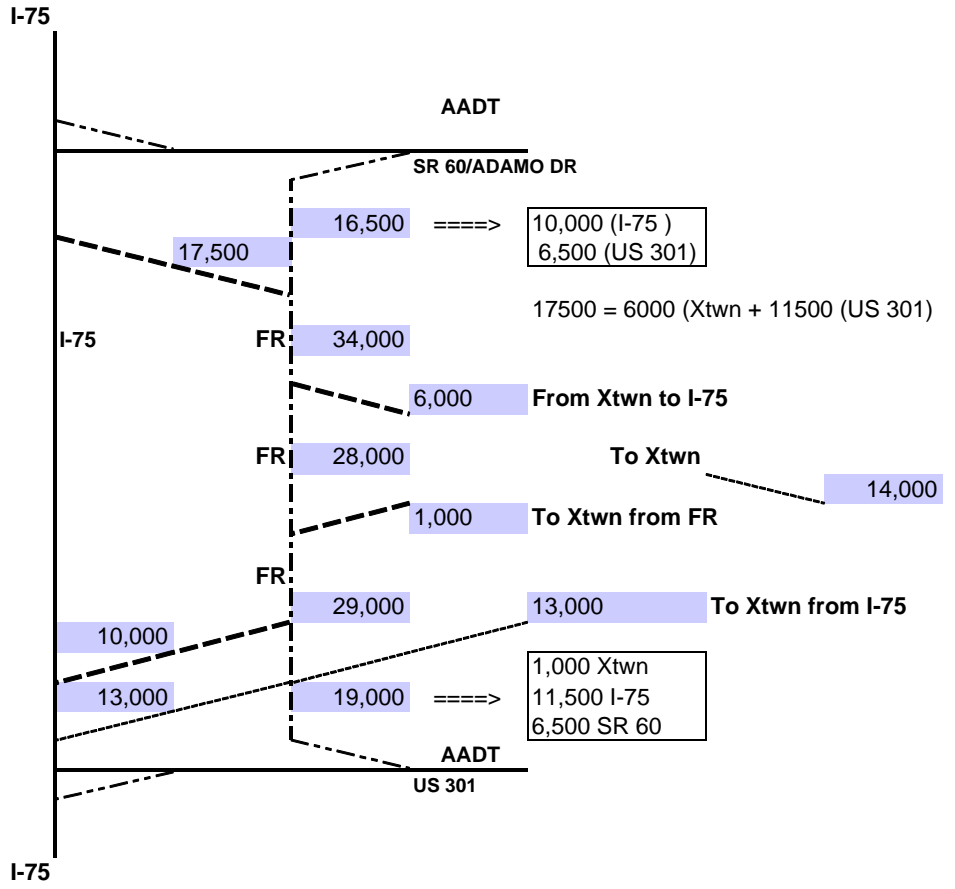 I-75
AADT
SR 60/ADAMO DR
16,500 ====> 10,000 (I-75 )
6,500 (US 301)
17,500
17500 = 6000 (Xtwn + 11500 (US 301)
I-75 FR 34,000
6,000 From Xtwn to I-75
FR 28,000 To Xtwn
14,000
1,000 To Xtwn from FR
FR
29,000 13,000 To Xtwn from I-75
10,000
1,000 Xtwn
13,000 19,000 ====> 11,500 I-75
6,500 SR 60
AADT
US 301
I-75